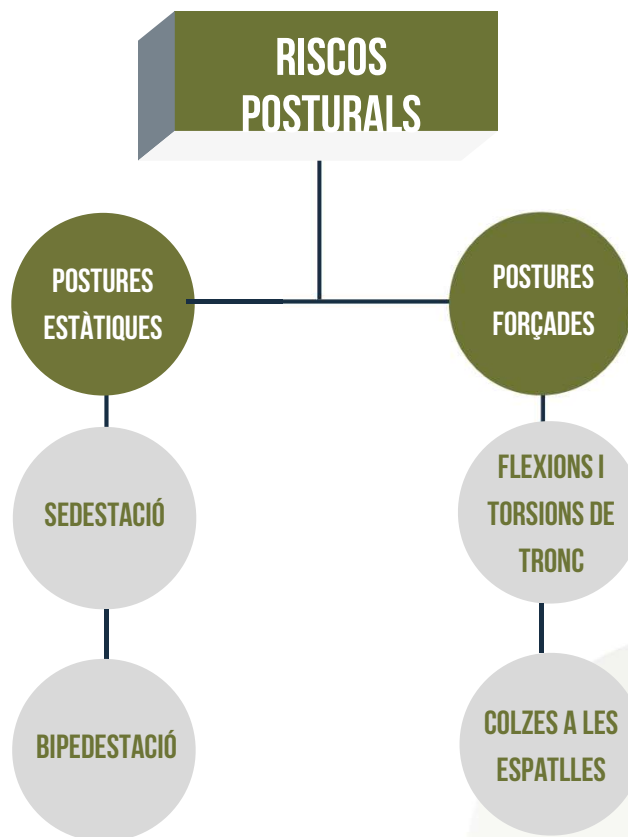 RISCOS
POSTURALS
POSTURES
ESTÀTIQUES
POSTURES
FORÇADES
SEDESTACIÓ
FLEXIONS I
TORSIONS DE
TRONC
BIPEDESTACIÓ
COLZES A LES
ESPATLLES